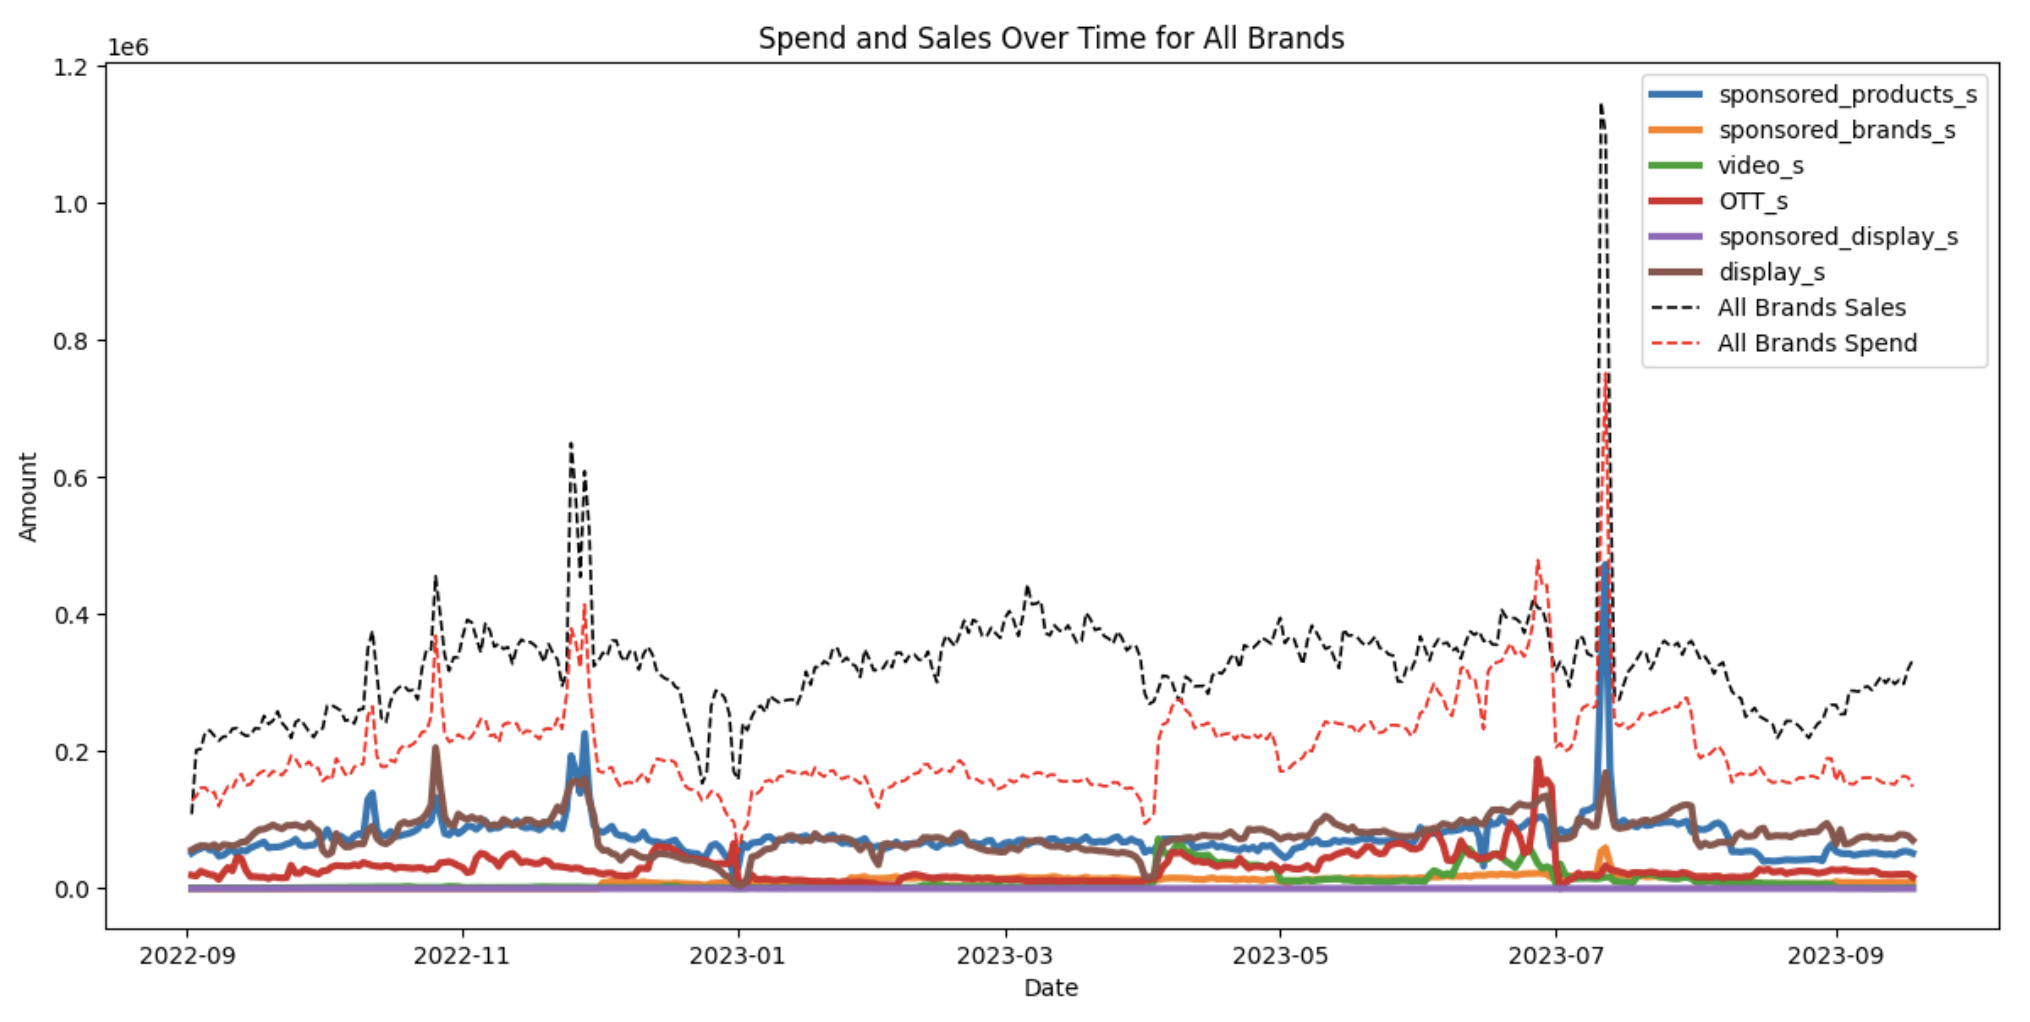 Spend and Sales Over Time for All Brands
1e6
1.2
1.0
0.8
0.6
0.4
0.2
0.0
Amount
sponsored_products_s
sponsored_brands_s
video_s
OTT_s
sponsored_display_s
display_s
All Brands Sales
All Brands Spend
2022-09 2022-11 2023-01 2023-03 2023-05 2023-07 2023-09
Date